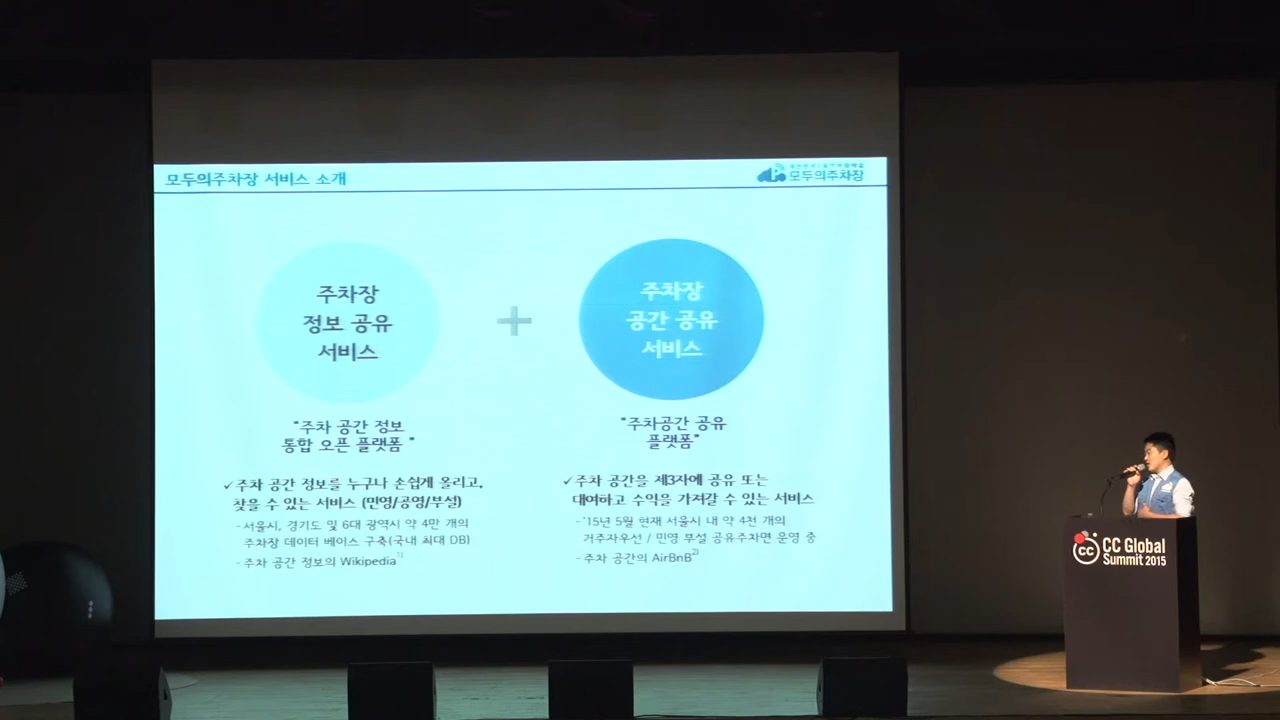 모두의주차장 서비스 소개
모두의주차장
주차장
정보 공유
서비스
+
주차장
공간 공유
서비스
"주차 공간 정보
통합 오픈 플랫폼 "
"주차공간 공유
플랫폼"
✓주차 공간 정보를 누구나 손쉽게 올리고,
찾을 수 있는 서비스 (민영/공영/부설)
-서울시, 경기도 및 6대 광역시 약 4만 개의
주차장 데이터 베이스 구축(국내 최대 DB)
-주차 공간 정보의 Wikipedia1)
✓주차 공간을 제3자에 공유 또는
대여하고 수익을 가져갈 수 있는 서비스
-'15년 5월 현재 서울시 내 약 4천 개의
거주자우선 / 민영 부설 공유주차면 운영 중
-주차 공간의 AirBnB2)
cc
CC Global
Summit 2015